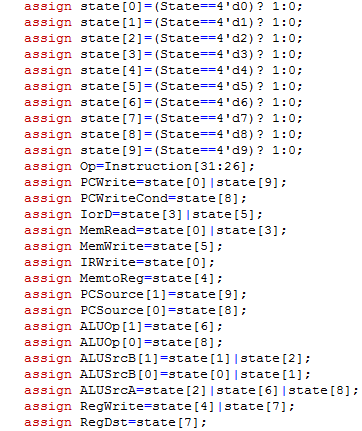 assign state[0]=(State==4'd0)? 1:0;
assign state[1]=(State==4'd1)? 1:0;
assign state[2]=(State==4'd2)? 1:0;
assign state[3]=(State==4'd3)? 1:0;
assign state[4]=(State==4'd4)? 1:0;
assign state[5]=(State==4'd5)? 1:0;
assign state[6]=(State==4'd6)? 1:0;
assign state[7]=(State==4'd7)? 1:0;
assign state[8]=(State==4'd8)? 1:0;
assign state[9]=(State==4'd9)? 1:0;
assign Op=Instruction[31:26];
assign PCWrite=state[0]|state[9];
assign PCWriteCond=state[8];
assign IorD=state[3]|state[5];
assign MemRead=state[0]|state[3];
assign MemWrite=state[5];
assign IRWrite=state[0];
assign MemtoReg=state[4];
assign PCSource[1]=state[9];
assign PCSource[0]=state[8];
assign ALUOp[1]=state[6];
assign ALUOp[0]=state[8];
assign ALUSrcB[1]=state[1]|state[2];
assign ALUSrcB[0]=state[0]|state[1];
assign ALUSrcA=state[2]|state[6]|state[8];
assign RegWrite=state[4]|state[7];
assign RegDst=state[7];